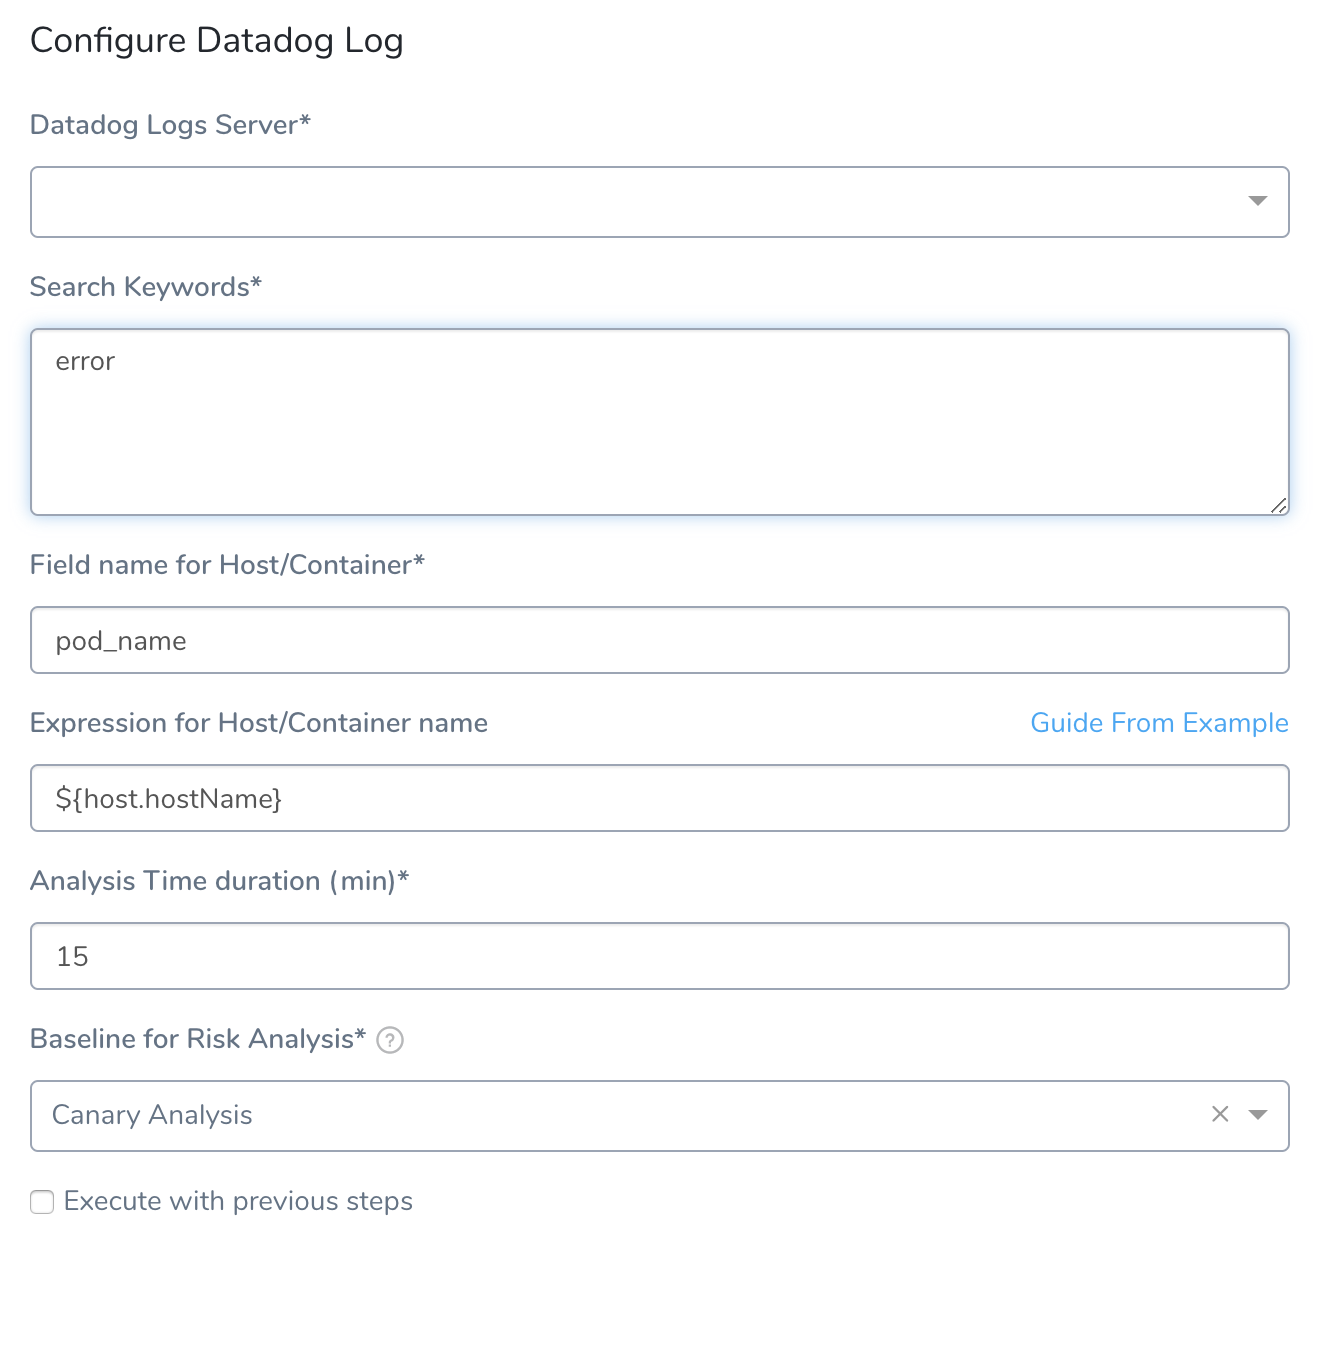 Configure Datadog Log
Datadog Logs Server*
Search Keywords*
error
Field name for Host/Container*
pod_name
Expression for Host/Container name Guide From Example
${host.hostName}
Analysis Time duration (min)*
15
Baseline for Risk Analysis* ?
Canary Analysis
Execute with previous steps